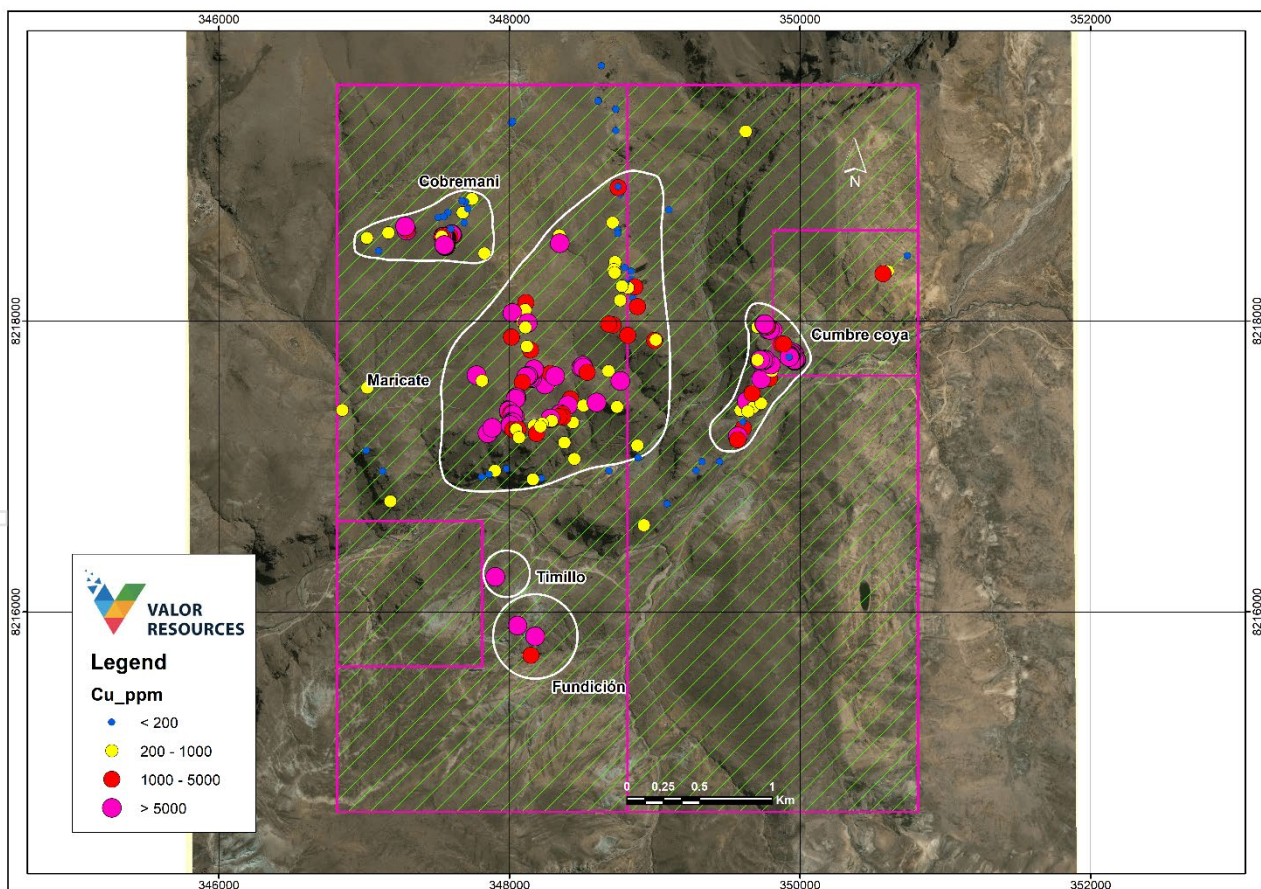 346000
348000
350000
352000
Cobremani
N
8218000
8218000
Cumbre coya
Maricate
Timillo
8216000
8216000
Fundición
VALOR
RESOURCES
Legend
Cu_ppm
< 200
200 - 1000
1000 - 5000
> 5000
0 0.25 0.5 1
Km
346000
348000
350000
352000